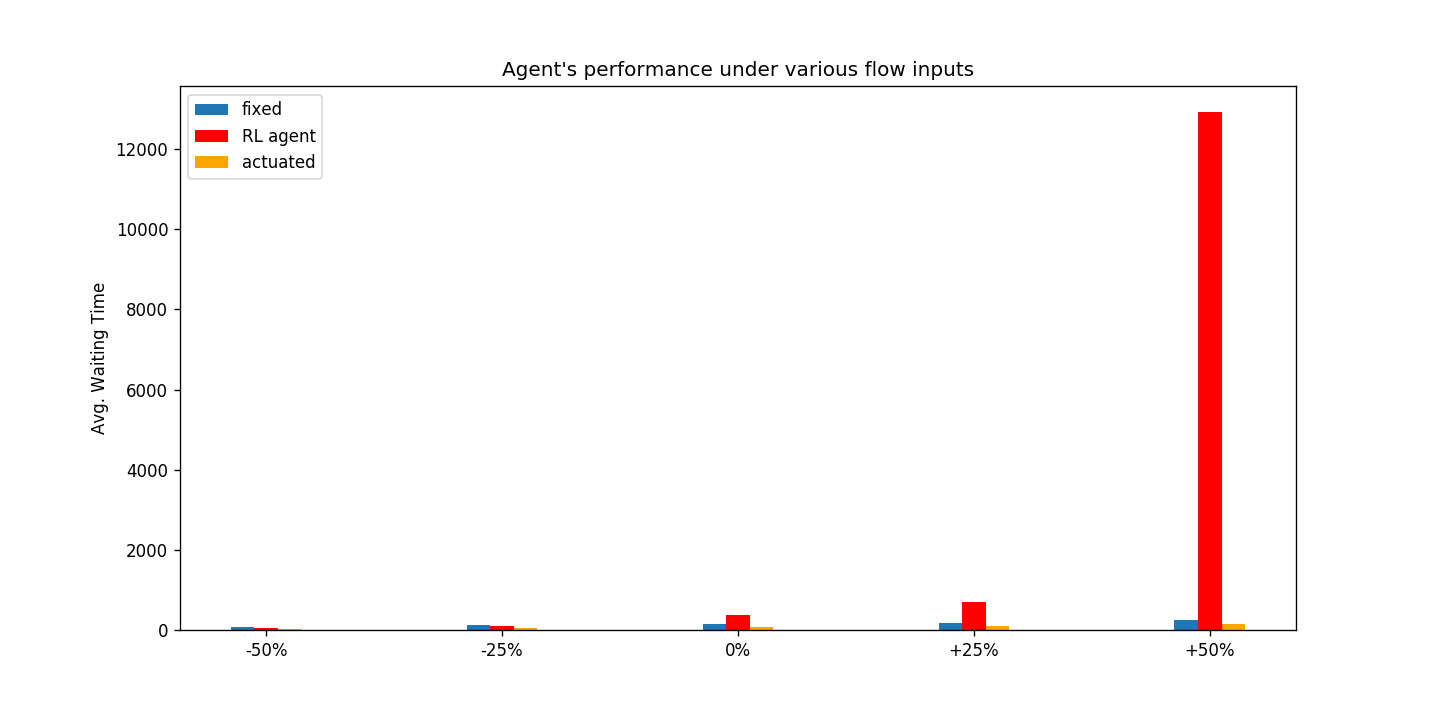 Agent's performance under various flow inputs
fixed
RL agent
actuated
Avg. Waiting Time
12000
10000
8000
6000
4000
2000
0
-50%
-25%
0%
+25%
+50%